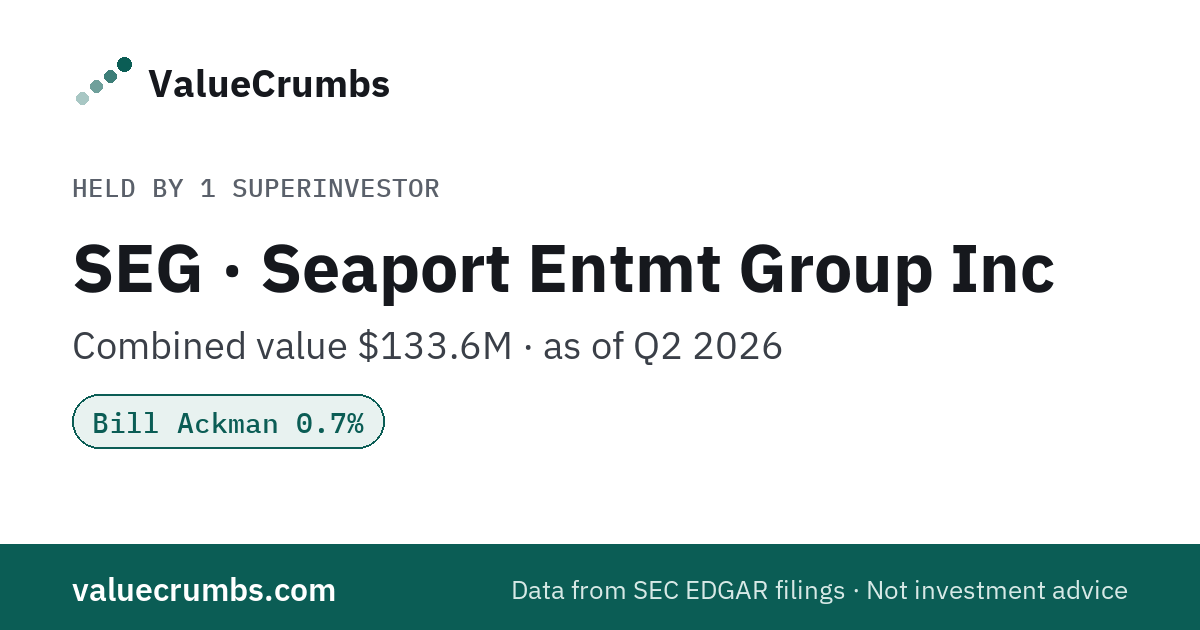 ValueCrumbs
HELD BY 1 SUPERINVESTOR
SEG · Seaport Entmt Group Inc
Combined value $133.6M · as of Q2 2026
Bill Ackman 0.7%
valuecrumbs.com
Data from SEC EDGAR filings · Not investment advice